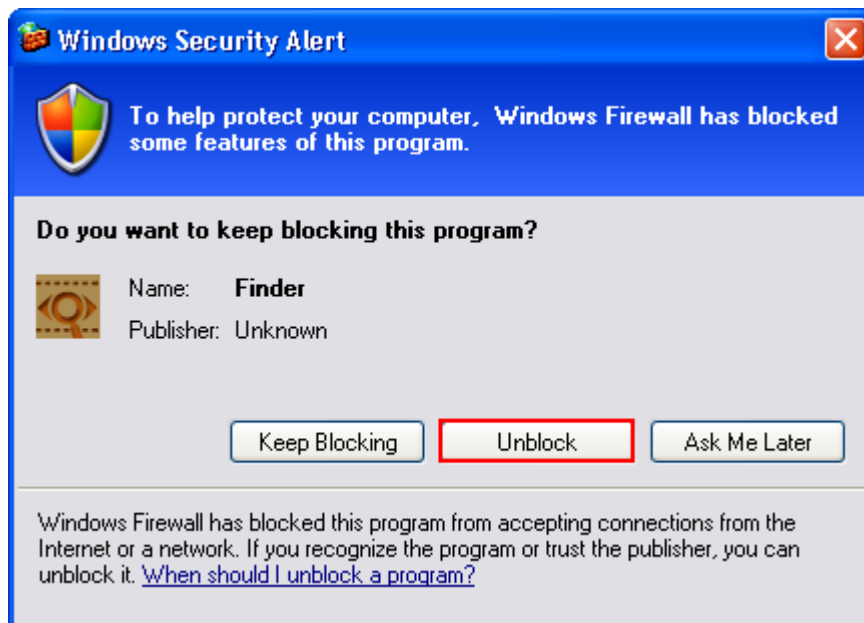 Windows Security Alert
To help protect your computer, Windows Firewall has blocked
some features of this program.
Do you want to keep blocking this program?
Name: Finder
Publisher: Unknown
Keep Blocking Unblock Ask Me Later
Windows Firewall has blocked this program from accepting connections from the
Internet or a network. If you recognize the program or trust the publisher, you can
unblock it. When should I unblock a program?